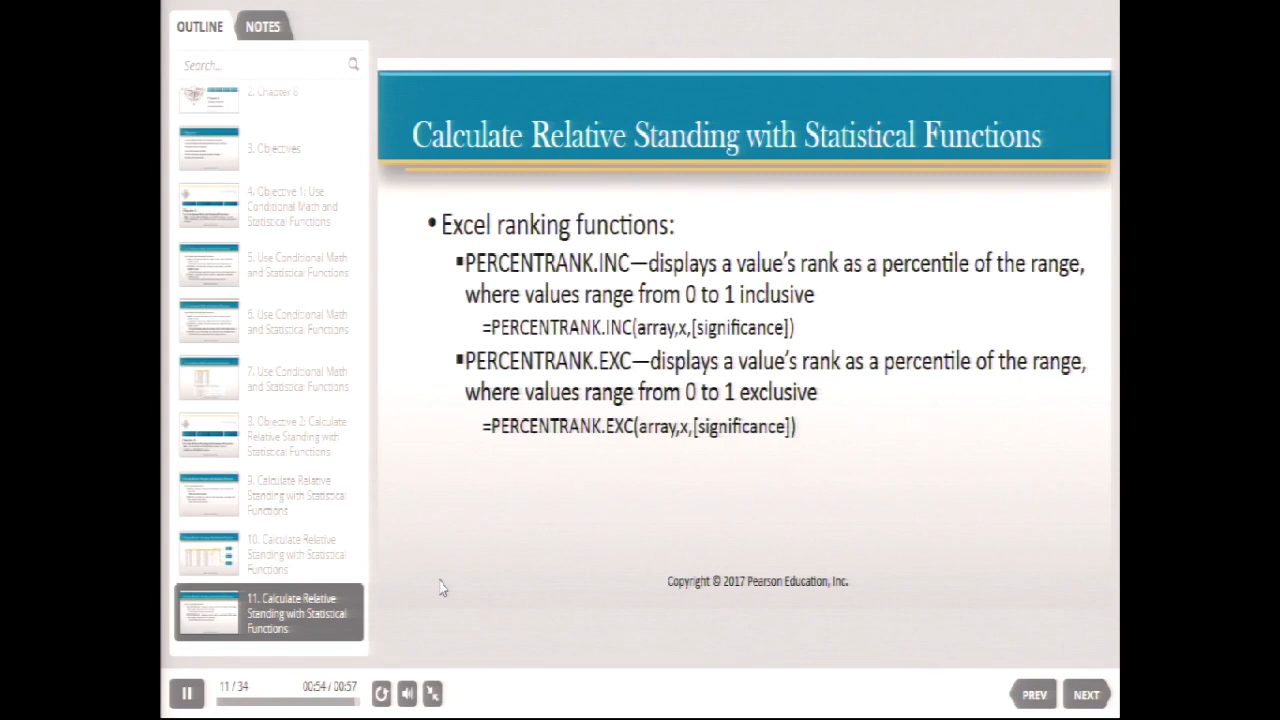 OUTLINE
NOTES
Search...
2. Chapter 8
3. Objectives
4. Objective 1: Use
Conditional Math and
Statistical Functions
5. Use Conditional Math
and Statistical Functions
6. Use Conditional Math
and Statistical Functions
7. Use Conditional Math
and Statistical Functions
8. Objective 2: Calculate
Relative Standing with
Statistical Functions
9. Calculate Relative
Standing with Statistical
Functions
10. Calculate Relative
Standing with Statistical
Functions
11. Calculate Relative
Standing with Statistical
Functions
Calculate Relative Standing with Statistical Functions
• Excel ranking functions:
▪PERCENTRANK.INC—displays a value's rank as a percentile of the range,
where values range from 0 to 1 inclusive
=PERCENTRANK.INC(array,x,[significance])
▪PERCENTRANK.EXC—displays a value's rank as a percentile of the range,
where values range from 0 to 1 exclusive
=PERCENTRANK.EXC(array,x,[significance])
Copyright © 2017 Pearson Education, Inc.
11 / 34
00:54 / 00:57
PREV
NEXT